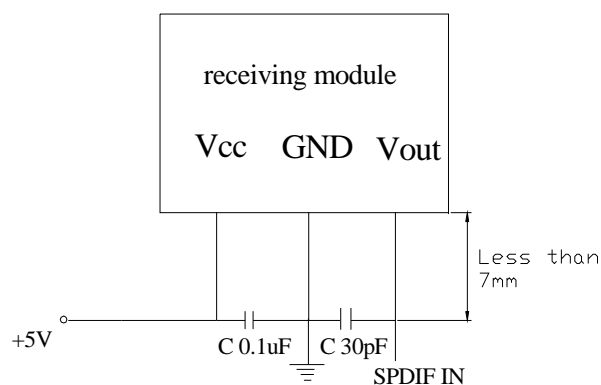 receiving module
Vcc GND Vout
Less than
7mm
+5V
C 0.1uF C 30pF
SPDIF IN